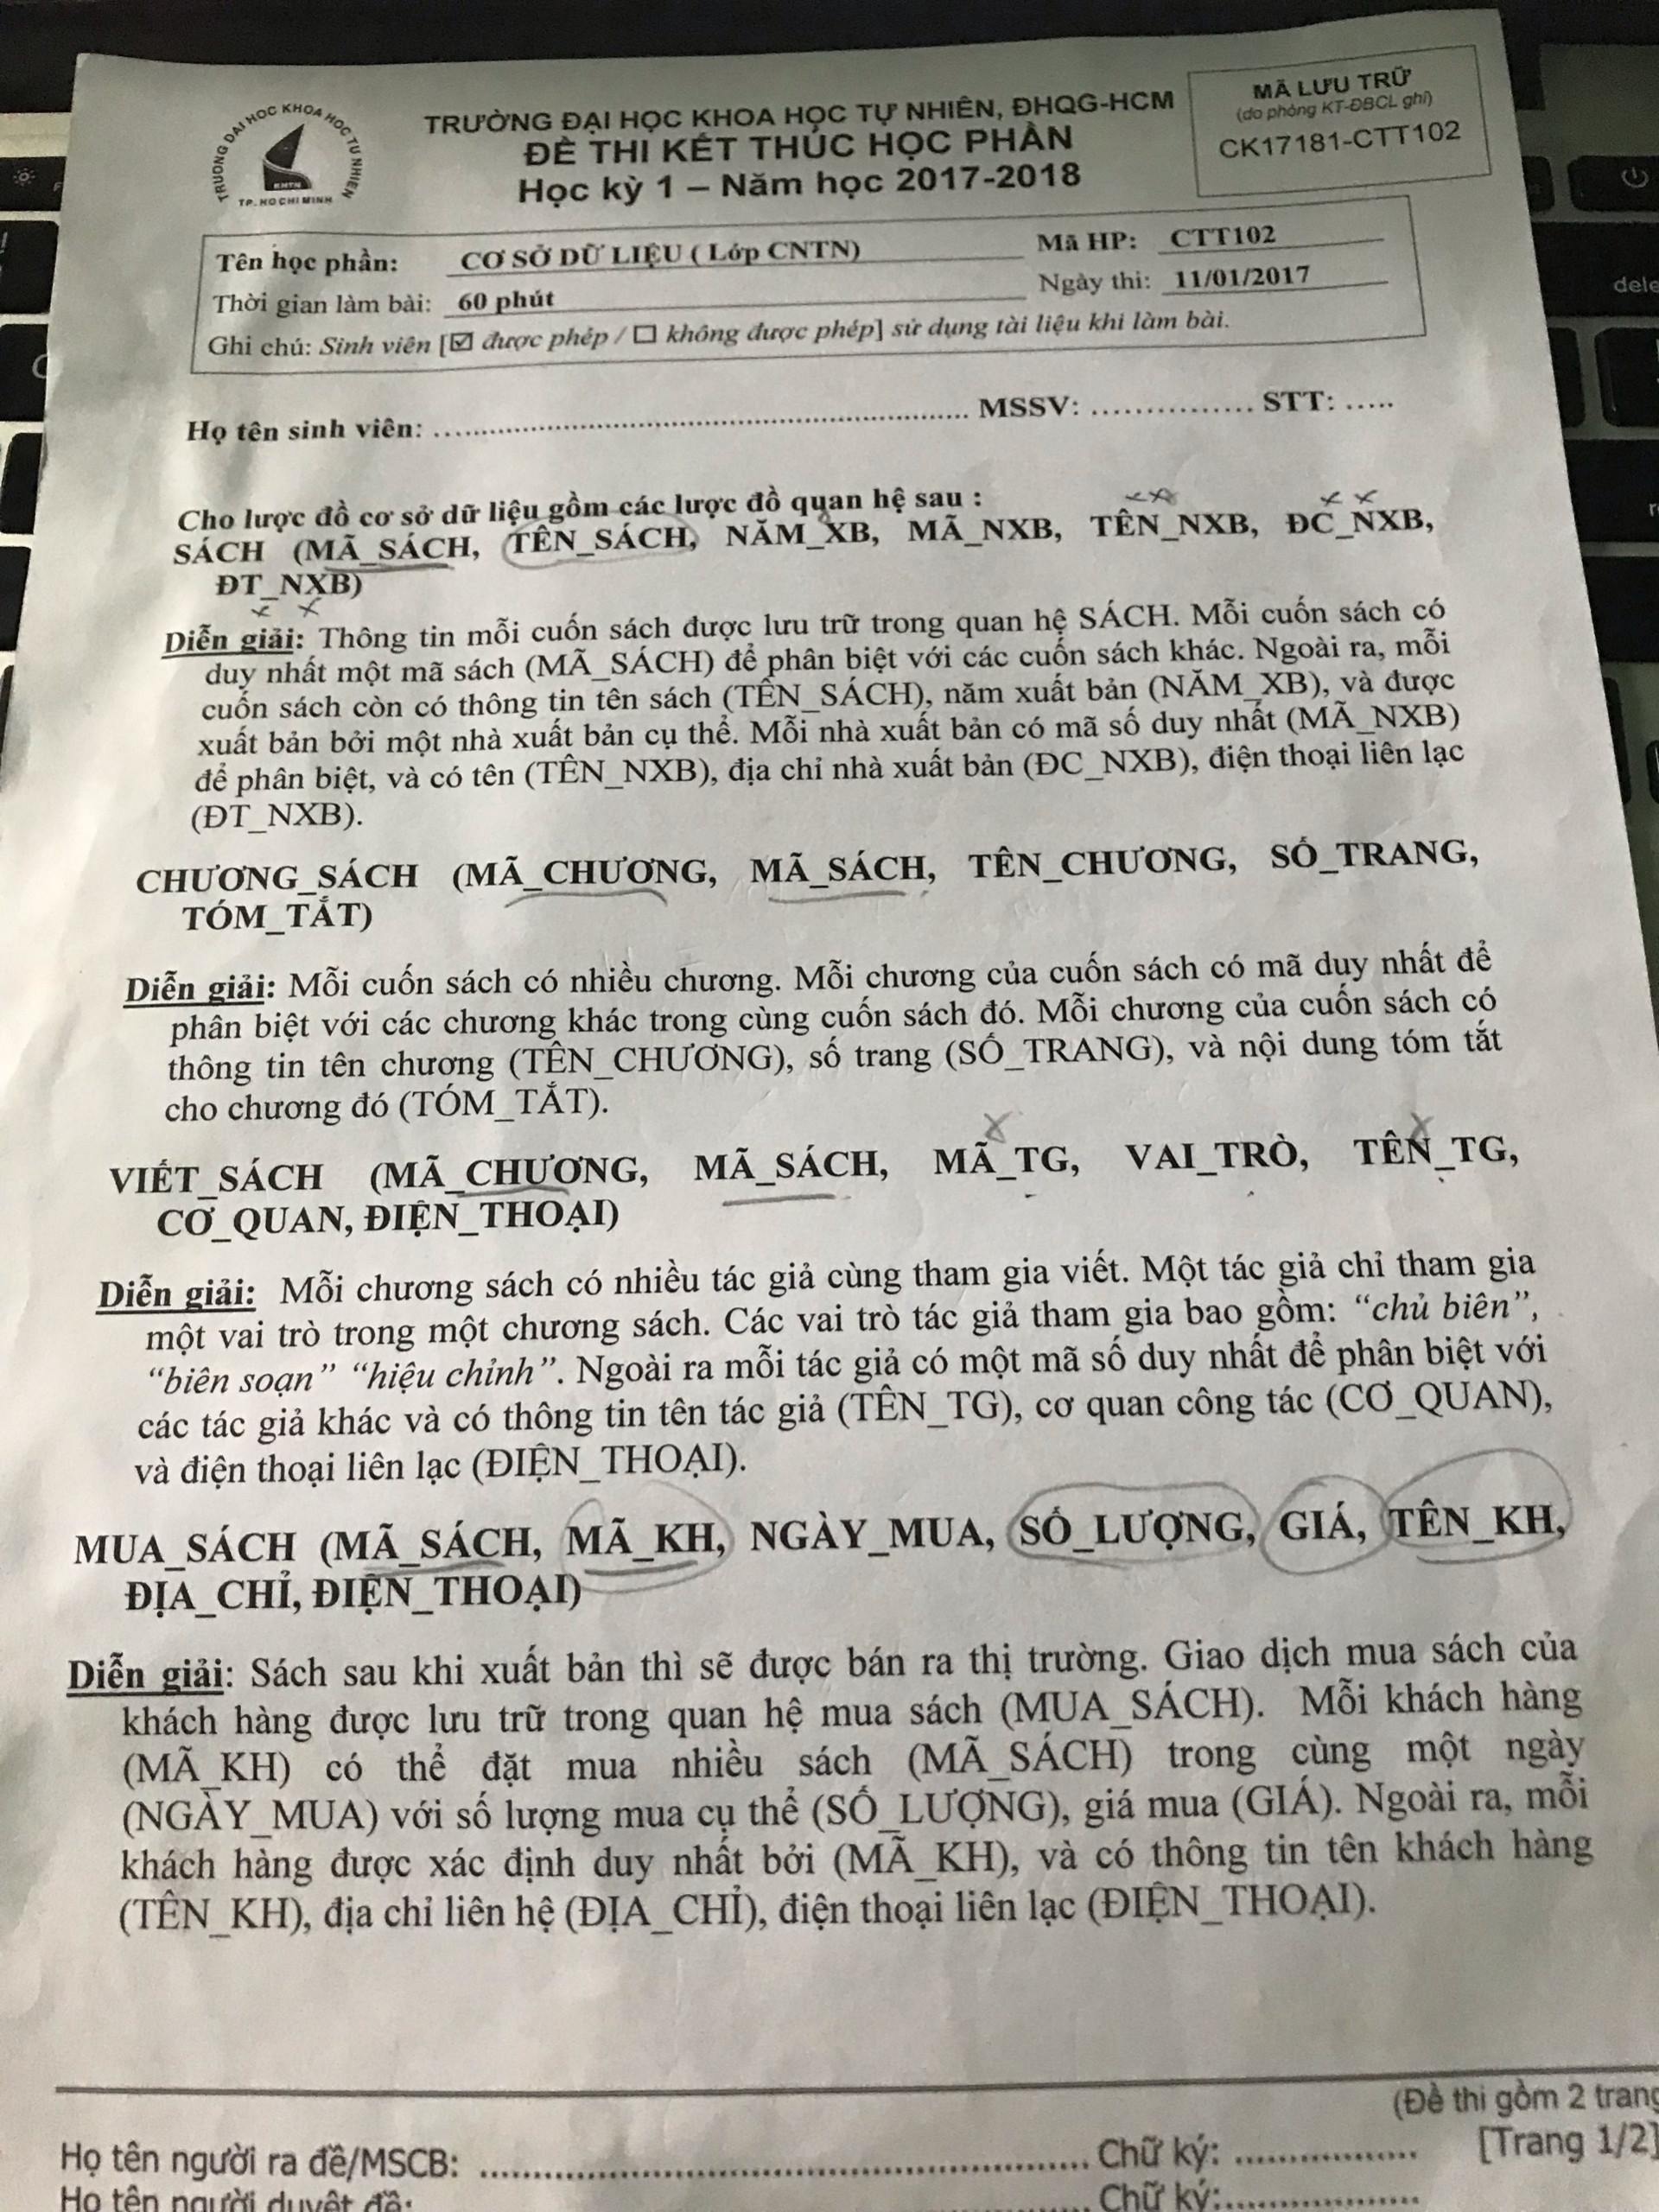 TRƯỜNG ĐẠI HỌC KHOA HỌC TỰ NHIÊN
KHTN
TP. HO CHI MINH
TRƯỜNG ĐẠI HỌC KHOA HỌC TỰ NHIÊN, ĐHQG-HCM
ĐỀ THI KẾT THÚC HỌC PHẦN
Học kỳ 1 – Năm học 2017-2018
MÃ LƯU TRỮ
(do phòng KT-ĐBCL ghi)
CK17181-CTT102
Tên học phần: CƠ SỞ DỮ LIỆU ( Lớp CNTN) Mã HP: CTT102
Thời gian làm bài: 60 phút Ngày thi: 11/01/2017
Ghi chú: Sinh viên [☑ được phép / ☐ không được phép] sử dụng tài liệu khi làm bài.
Họ tên sinh viên: ................................................................ MSSV: ................ STT: .....
Cho lược đồ cơ sở dữ liệu gồm các lược đồ quan hệ sau :
SÁCH (MÃ_SÁCH, TÊN_SÁCH, NĂM_XB, MÃ_NXB, TÊN_NXB, ĐC_NXB,
ĐT_NXB)
Diễn giải: Thông tin mỗi cuốn sách được lưu trữ trong quan hệ SÁCH. Mỗi cuốn sách có
duy nhất một mã sách (MÃ_SÁCH) để phân biệt với các cuốn sách khác. Ngoài ra, mỗi
cuốn sách còn có thông tin tên sách (TÊN_SÁCH), năm xuất bản (NĂM_XB), và được
xuất bản bởi một nhà xuất bản cụ thể. Mỗi nhà xuất bản có mã số duy nhất (MÃ_NXB)
để phân biệt, và có tên (TÊN_NXB), địa chỉ nhà xuất bản (ĐC_NXB), điện thoại liên lạc
(ĐT_NXB).
CHƯƠNG_SÁCH (MÃ_CHƯƠNG, MÃ_SÁCH, TÊN_CHƯƠNG, SỐ_TRANG,
TÓM_TẮT)
Diễn giải: Mỗi cuốn sách có nhiều chương. Mỗi chương của cuốn sách có mã duy nhất để
phân biệt với các chương khác trong cùng cuốn sách đó. Mỗi chương của cuốn sách có
thông tin tên chương (TÊN_CHƯƠNG), số trang (SỐ_TRANG), và nội dung tóm tắt
cho chương đó (TÓM_TẮT).
VIẾT_SÁCH (MÃ_CHƯƠNG, MÃ_SÁCH, MÃ_TG, VAI_TRÒ, TÊN_TG,
CƠ_QUAN, ĐIỆN_THOẠI)
Diễn giải: Mỗi chương sách có nhiều tác giả cùng tham gia viết. Một tác giả chỉ tham gia
một vai trò trong một chương sách. Các vai trò tác giả tham gia bao gồm: “chủ biên”,
“biên soạn” “hiệu chỉnh”. Ngoài ra mỗi tác giả có một mã số duy nhất để phân biệt với
các tác giả khác và có thông tin tên tác giả (TÊN_TG), cơ quan công tác (CƠ_QUAN),
và điện thoại liên lạc (ĐIỆN_THOẠI).
MUA_SÁCH (MÃ_SÁCH, MÃ_KH, NGÀY_MUA, SỐ_LƯỢNG, GIÁ, TÊN_KH,
ĐỊA_CHỈ, ĐIỆN_THOẠI)
Diễn giải: Sách sau khi xuất bản thì sẽ được bán ra thị trường. Giao dịch mua sách của
khách hàng được lưu trữ trong quan hệ mua sách (MUA_SÁCH). Mỗi khách hàng
(MÃ_KH) có thể đặt mua nhiều sách (MÃ_SÁCH) trong cùng một ngày
(NGÀY_MUA) với số lượng mua cụ thể (SỐ_LƯỢNG), giá mua (GIÁ). Ngoài ra, mỗi
khách hàng được xác định duy nhất bởi (MÃ_KH), và có thông tin tên khách hàng
(TÊN_KH), địa chỉ liên hệ (ĐỊA_CHỈ), điện thoại liên lạc (ĐIỆN_THOẠI).
(Đề thi gồm 2 trang
Họ tên người ra đề/MSCB: ................................................................ Chữ ký: .................. [Trang 1/2]
Họ tên người duyệt đề: ................................................................ Chữ ký:...................
dele